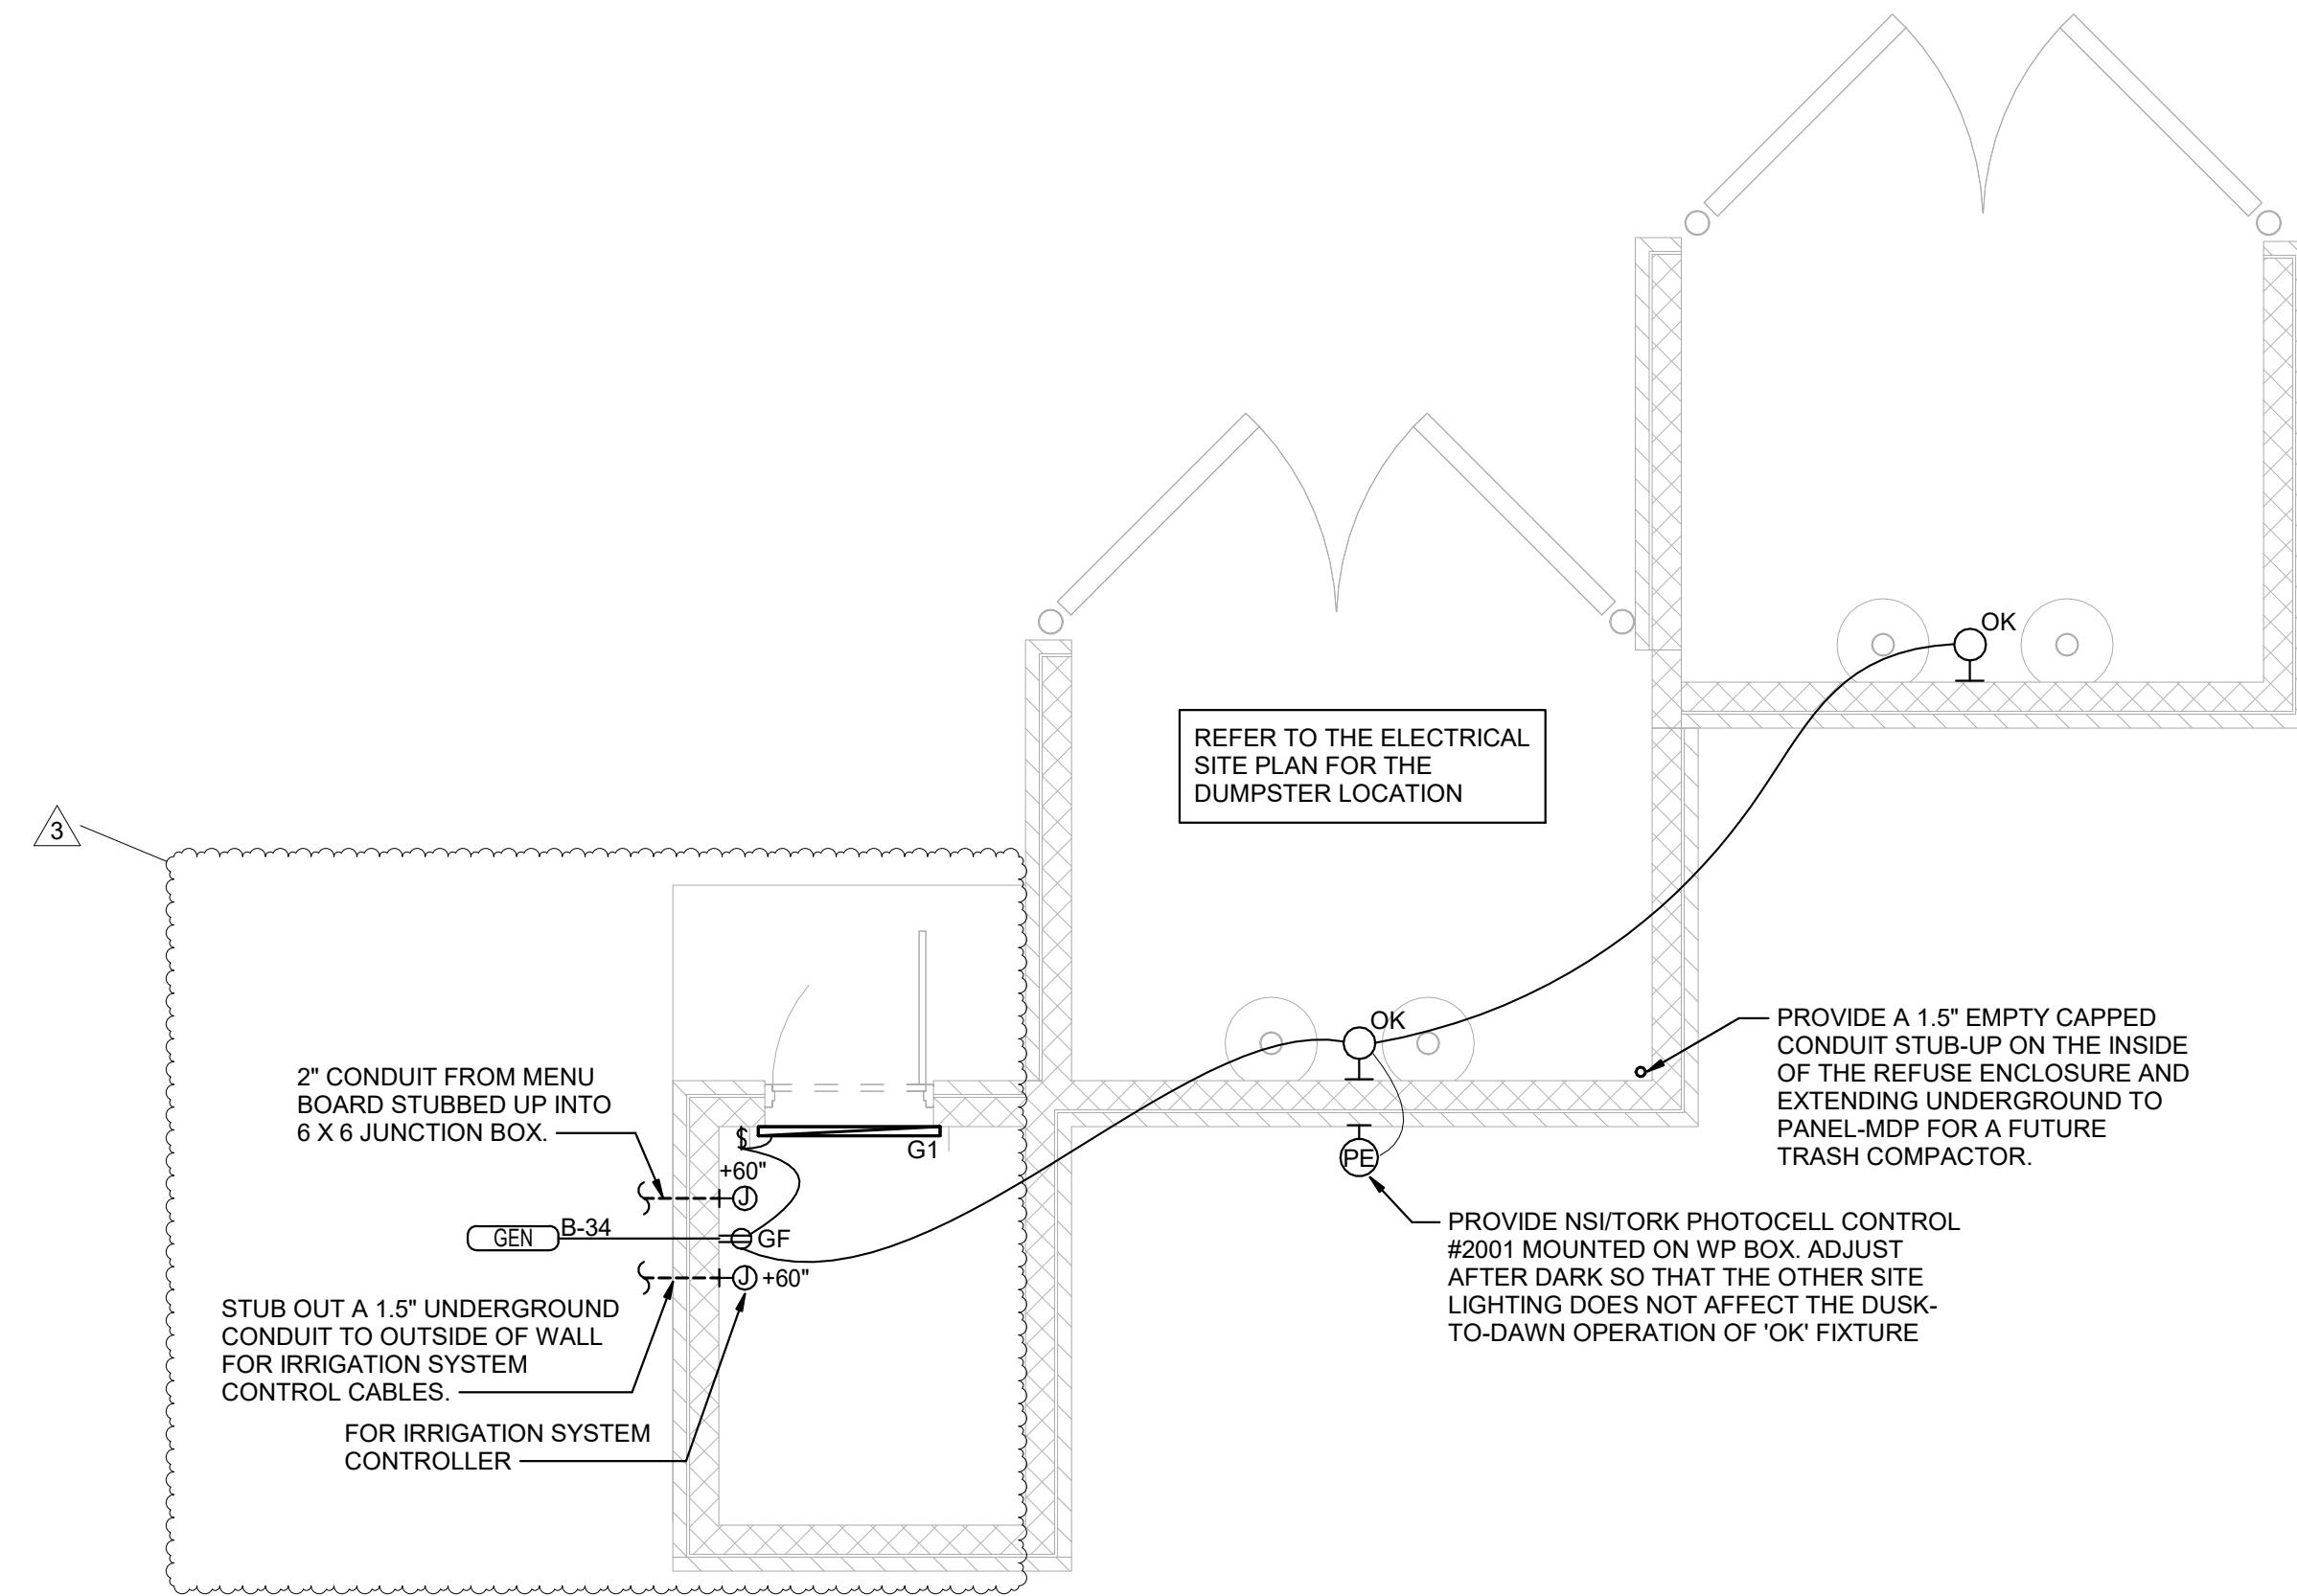 OK
REFER TO THE ELECTRICAL
SITE PLAN FOR THE
DUMPSTER LOCATION
3
OK
PROVIDE A 1.5" EMPTY CAPPED
CONDUIT STUB-UP ON THE INSIDE
OF THE REFUSE ENCLOSURE AND
EXTENDING UNDERGROUND TO
PANEL-MDP FOR A FUTURE
TRASH COMPACTOR.
2" CONDUIT FROM MENU
BOARD STUBBED UP INTO
6 X 6 JUNCTION BOX.
$
G1
+60"
J
PE
GEN
B-34
GF
J
+60"
PROVIDE NSI/TORK PHOTOCELL CONTROL
#2001 MOUNTED ON WP BOX. ADJUST
AFTER DARK SO THAT THE OTHER SITE
LIGHTING DOES NOT AFFECT THE DUSK-
TO-DAWN OPERATION OF 'OK' FIXTURE
STUB OUT A 1.5" UNDERGROUND
CONDUIT TO OUTSIDE OF WALL
FOR IRRIGATION SYSTEM
CONTROL CABLES.
FOR IRRIGATION SYSTEM
CONTROLLER